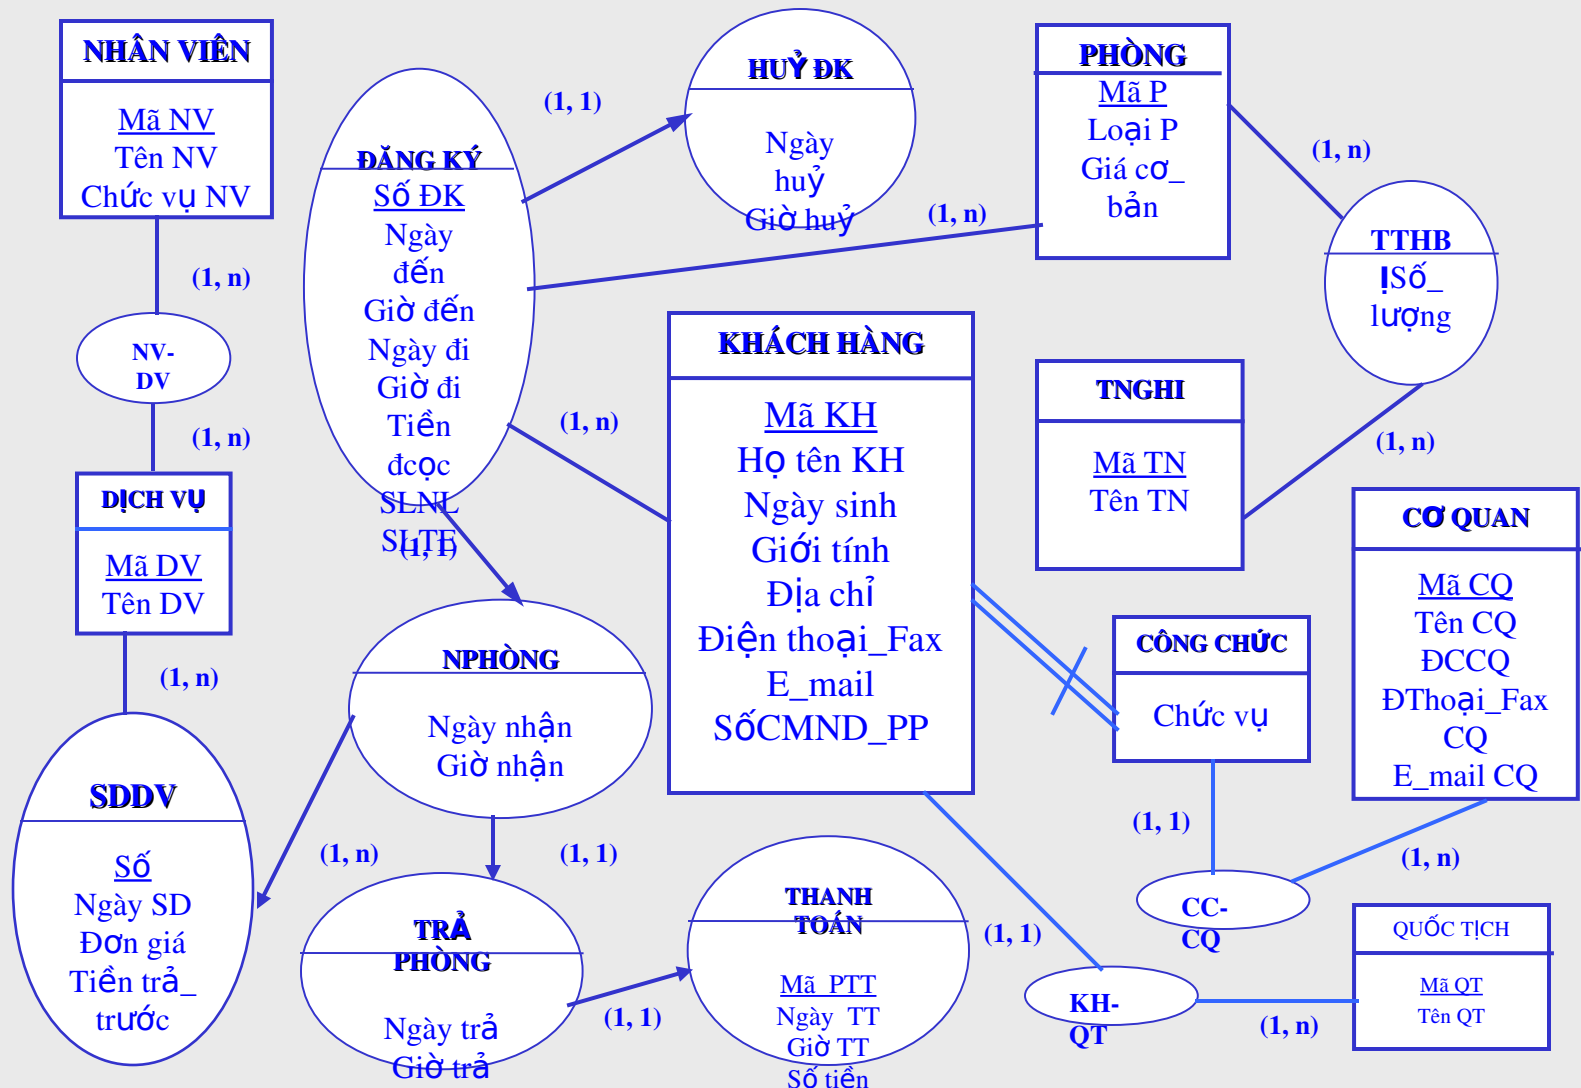 NHÂN VIÊN
Mã NV
Tên NV
Chức vụ NV
(1, n)
NV-
DV
(1, n)
DỊCH VỤ
Mã DV
Tên DV
(1, n)
SDDV
Số
Ngày SD
Đơn giá
Tiền trả_
trước
ĐĂNG KÝ
Số ĐK
Ngày
đến
Giờ đến
Ngày đi
Giờ đi
Tiền
đcọc
SLNL
SLTE
(1, 1)
(1, 1)
HUỶ ĐK
Ngày
huỷ
Giờ huỷ
(1, n)
PHÒNG
Mã P
Loại P
Giá cơ_
bản
(1, n)
TTHB
ỊSố_
lượng
(1, n)
TNGHI
Mã TN
Tên TN
(1, n)
KHÁCH HÀNG
Mã KH
Họ tên KH
Ngày sinh
Giới tính
Địa chỉ
Điện thoại_Fax
E_mail
SốCMND_PP
NPHÒNG
Ngày nhận
Giờ nhận
(1, n)
(1, 1)
TRẢ
PHÒNG
Ngày trả
Giờ trả
(1, 1)
THANH
TOÁN
Mã_PTT
Ngày TT
Giờ TT
Số tiền
CÔNG CHỨC
Chức vụ
(1, 1)
CƠ QUAN
Mã CQ
Tên CQ
ĐCCQ
ĐThoại_Fax
CQ
E_mail CQ
(1, n)
CC-
CQ
(1, 1)
KH-
QT
(1, n)
QUỐC TỊCH
Mã QT
Tên QT